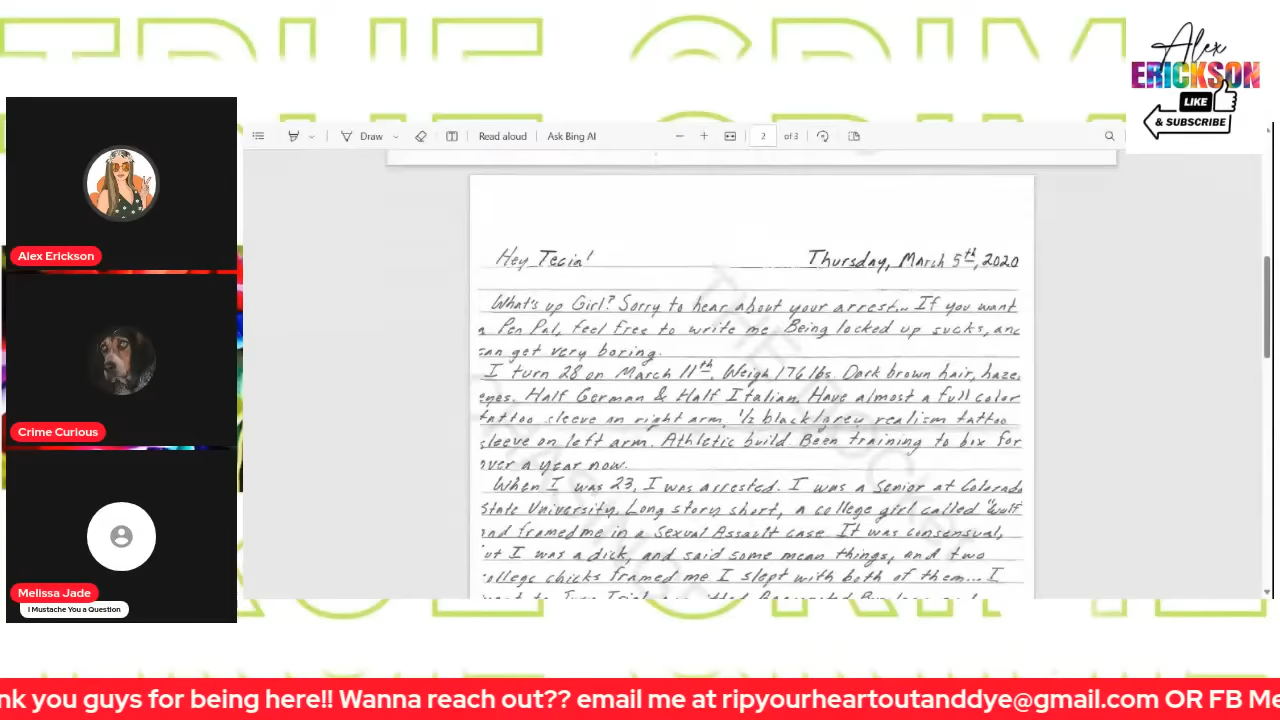 TRUE CRIM
Alex
ERICKSON
LIKE
& SUBSCRIBE
Draw
Read aloud
Ask Bing AI
2
of 3
Hey Tecia!
Thursday, March 5th, 2020
What's up Girl? Sorry to hear about your arrest... If you want
a Pen Pal, feel free to write me. Being locked up sucks, and
can get very boring.
I turn 28 on March 11th. Weigh 176 lbs. Dark brown hair, haze
eyes. Half German & Half Italian. Have almost a full color
tattoo sleeve on right arm, 1/2 black/grey realism tattoo
sleeve on left arm. Athletic build. Been training to box for
over a year now.
When I was 23, I was arrested. I was a Senior at Colorado
State University. Long story short, a college girl called "wolf"
and framed me in a Sexual Assault case. It was consensual,
but I was a dick, and said some mean things, and two
college chicks framed me. I slept with both of them... I
THE
Alex Erickson
Crime Curious
Melissa Jade
I Mustache You a Question
TRUE CRIME
nk you guys for being here!! Wanna reach out?? email me at ripyourheartoutanddye@gmail.com OR FB Me